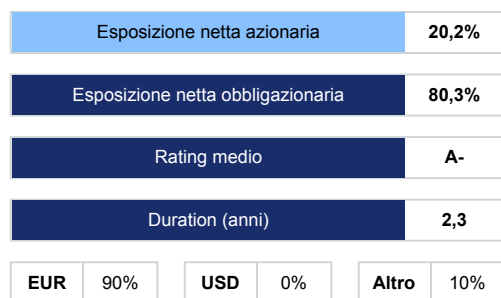 Esposizione netta azionaria 20,2%
Esposizione netta obbligazionaria 80,3%
Rating medio A-
Duration (anni) 2,3
EUR 90% USD 0% Altro 10%